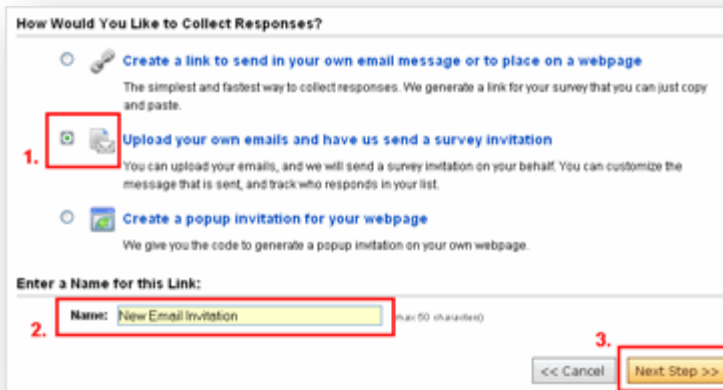 How Would You Like to Collect Responses?
Create a link to send in your own email message or to place on a webpage
The simplest and fastest way to collect responses. We generate a link for your survey that you can just copy
and paste.
1.
Upload your own emails and have us send a survey invitation
You can upload your emails, and we will send a survey invitation on your behalf. You can customize the
message that is sent, and track who responds in your list.
Create a popup invitation for your webpage
We give you the code to generate a popup invitation on your own webpage.
Enter a Name for this Link:
2.
Name: New Email Invitation max 50 characters)
3.
<< Cancel Next Step >>